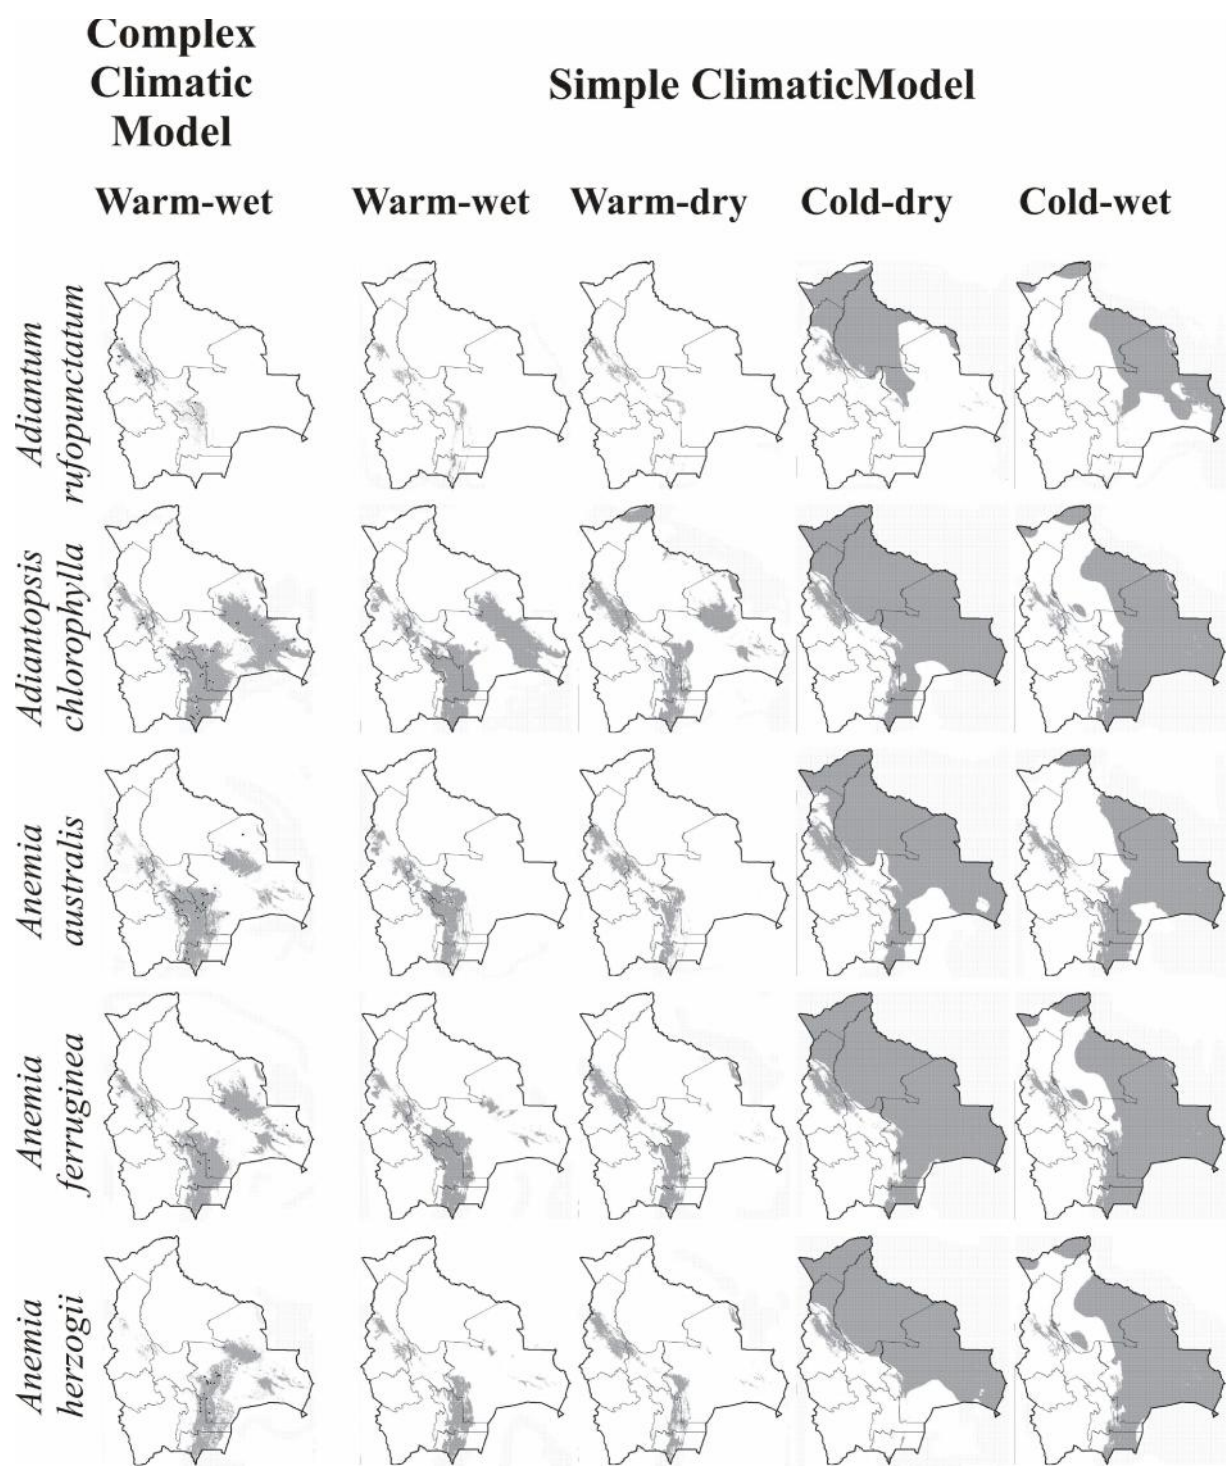 Complex
Climatic
Model
Simple ClimaticModel
Warm-wet
Warm-wet
Warm-dry
Cold-dry
Cold-wet
Adiantum
rufopunctatum
Adiantopsis
chlorophylla
Anemia
australis
Anemia
ferruginea
Anemia
herzogii